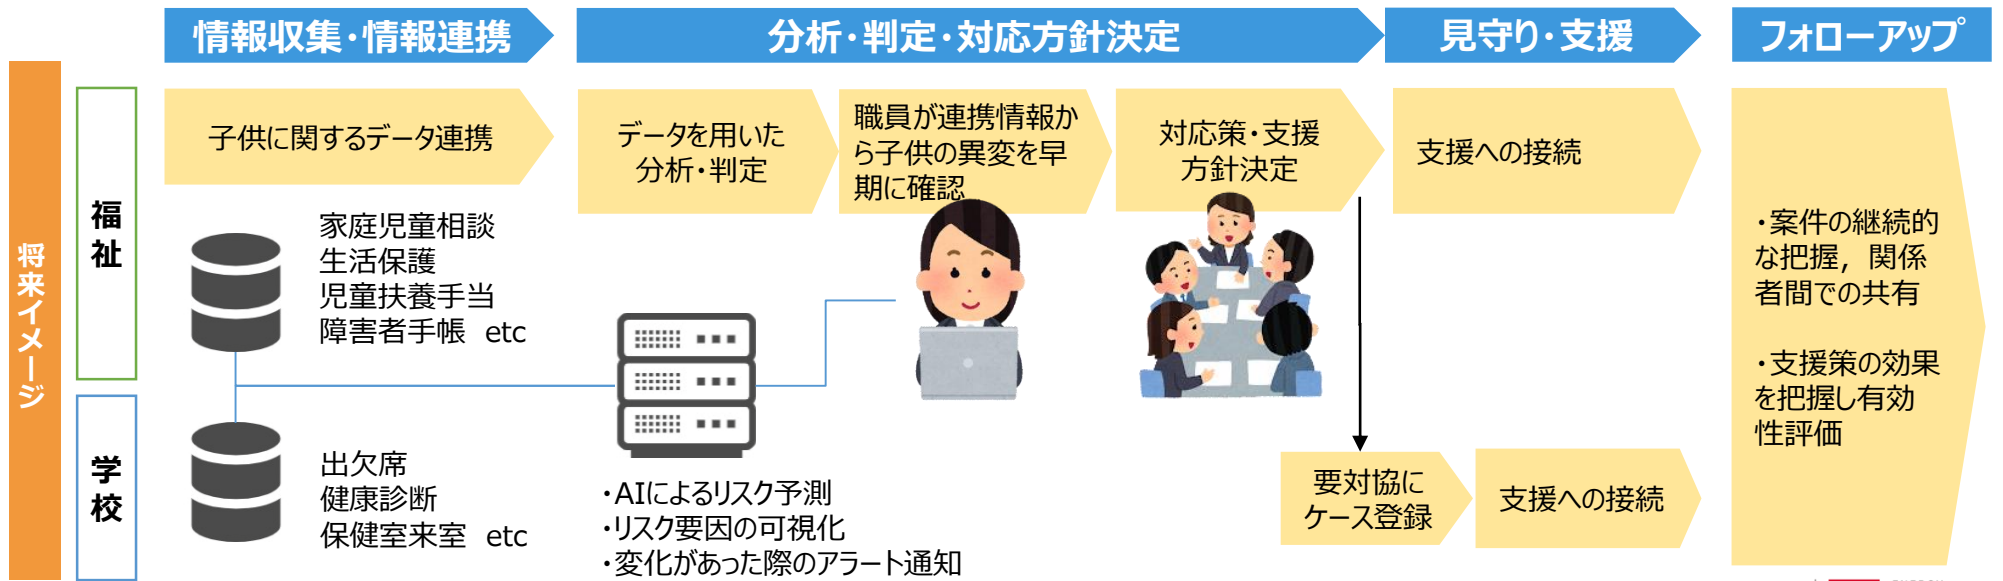 情報収集・情報連携
分析・判定・対応方針決定
見守り・支援
フォローアップ
将来イメージ
福祉
子供に関するデータ連携
データを用いた
分析・判定
職員が連携情報か
ら子供の異変を早
期に確認
対応策・支援
方針決定
支援への接続
家庭児童相談
生活保護
児童扶養手当
障害者手帳 etc
学校
出欠席
健康診断
保健室来室 etc
・AIによるリスク予測
・リスク要因の可視化
・変化があった際のアラート通知
要対協に
ケース登録
支援への接続
・案件の継続的
な把握，関係
者間での共有
・支援策の効果
を把握し有効
性評価